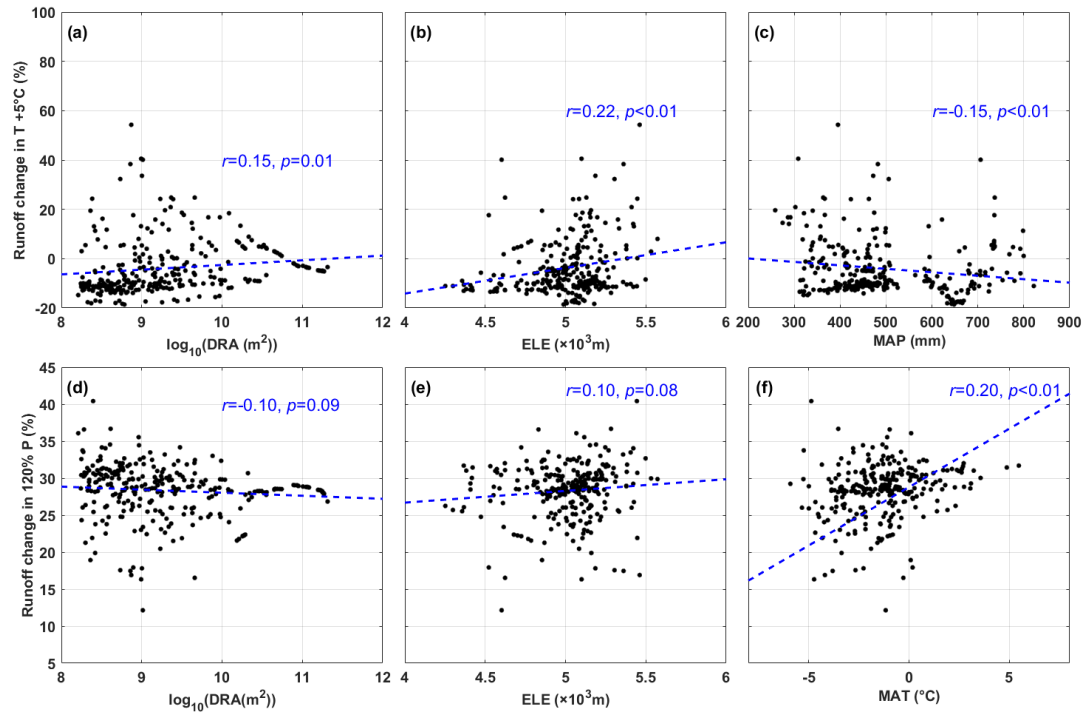 (a)
r=0.15, p=0.01
Runoff change in T +5°C (%)
100
80
60
40
20
0
-20
8
9
10
11
12
log10(DRA (m2))
(b)
r=0.22, p<0.01
4
4.5
5
5.5
6
ELE (×103m)
(c)
r=-0.15, p<0.01
200
300
400
500
600
700
800
900
MAP (mm)
(d)
r=-0.10, p=0.09
Runoff change in 120% P (%)
45
40
35
30
25
20
15
10
5
8
9
10
11
12
log10(DRA(m2))
(e)
r=0.10, p=0.08
4
4.5
5
5.5
6
ELE (×103m)
(f)
r=0.20, p<0.01
-5
0
5
MAT (°C)